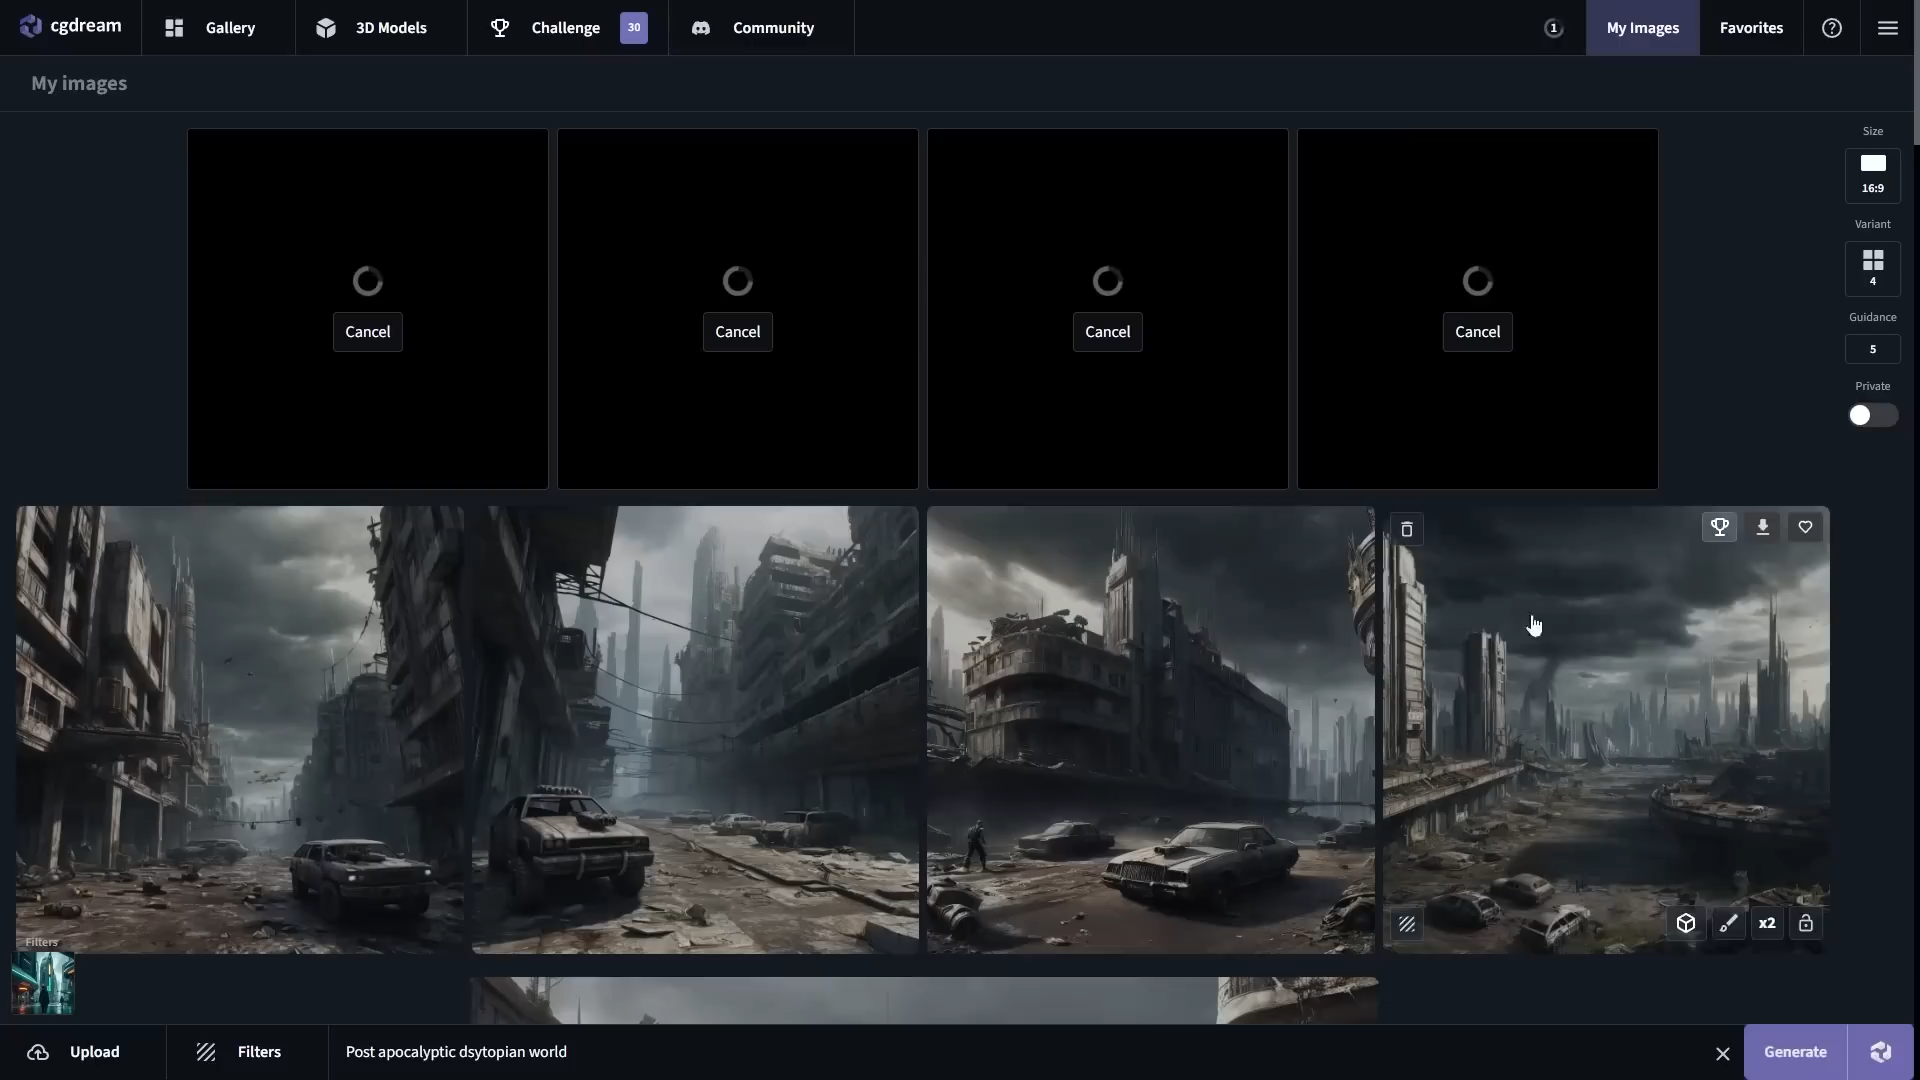 cgdream
Gallery
3D Models
Challenge
30
Community
1
My Images
Favorites
?
My images
Size
16:9
Variant
4
Guidance
5
Private
Cancel
Cancel
Cancel
Cancel
x2
Filters
Upload
Filters
Post apocalyptic dsytopian world
Generate